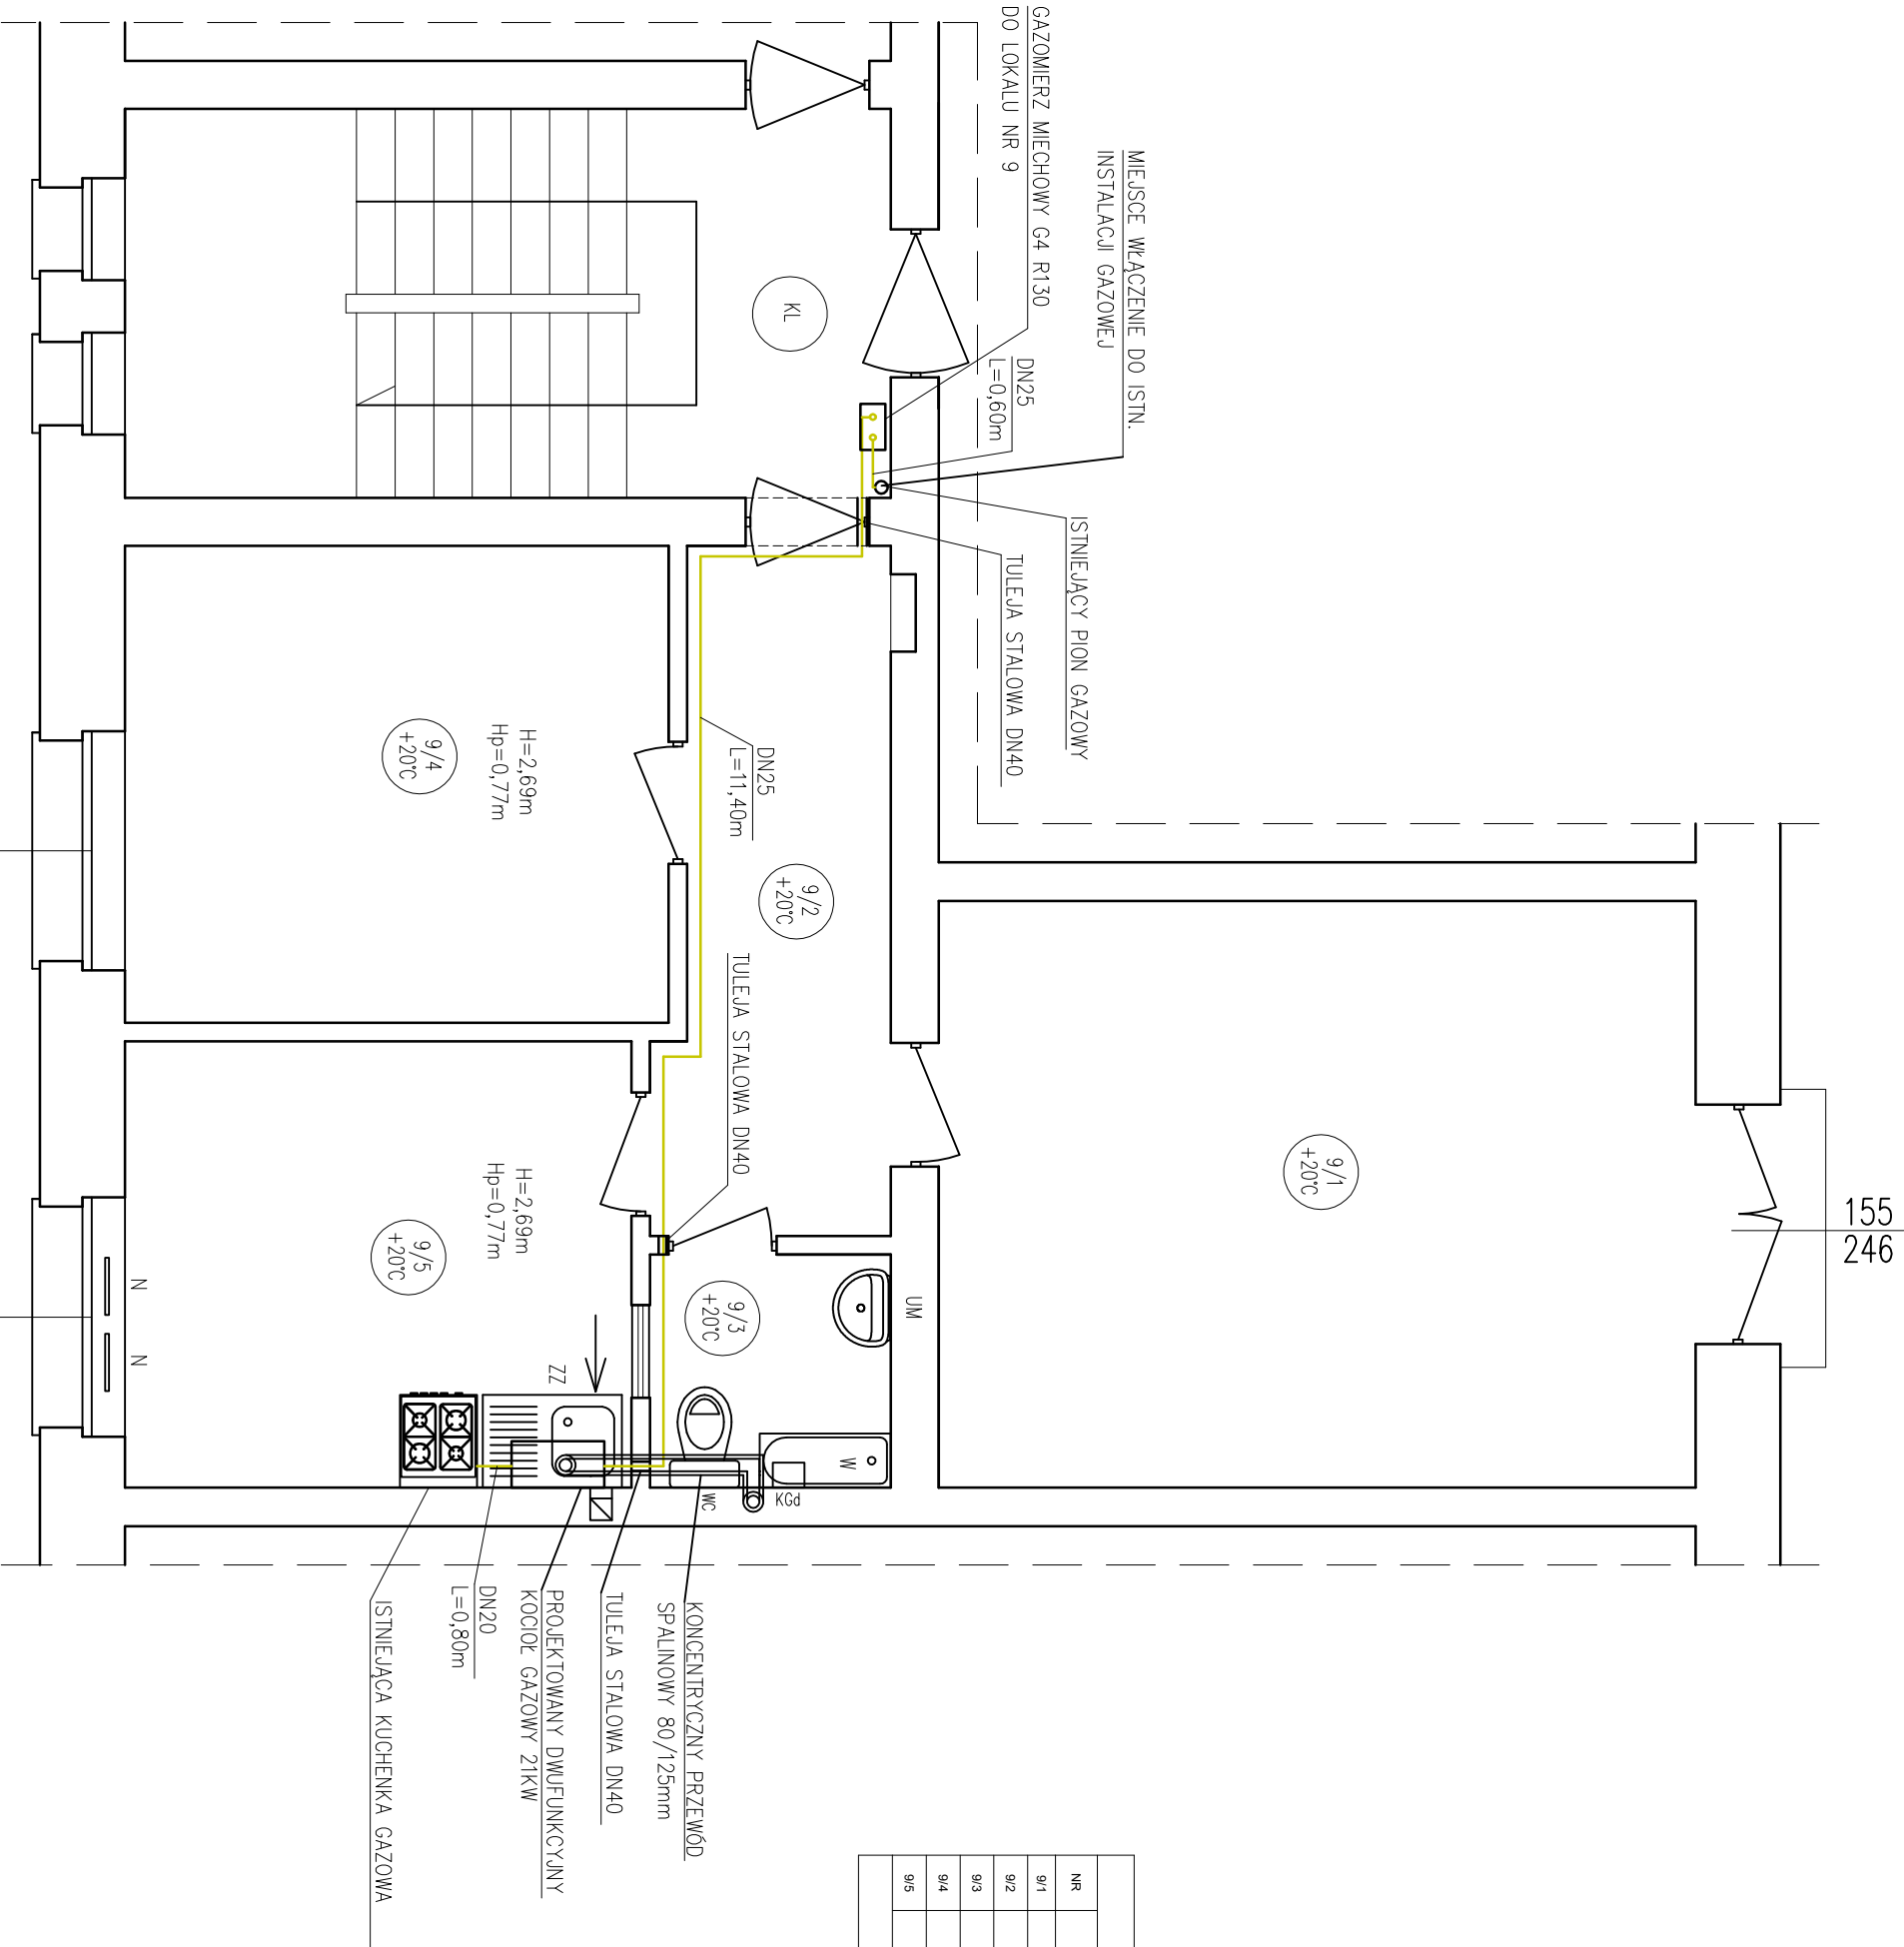 GAZOMIERZ MIECHOWY G4 R130
DO LOKALU NR 9
MIEJSCE WŁĄCZENIE DO ISTN.
INSTALACJI GAZOWEJ
DN25
L=0,60m
ISTNIEJĄCY PION GAZOWY
TULEJA STALOWA DN40
KL
DN25
L=11,40m
H=2,69m
Hp=0,77m
9/4
+20°C
9/2
+20°C
TULEJA STALOWA DN40
9/1
+20°C
155
246
H=2,69m
Hp=0,77m
9/5
+20°C
9/3
+20°C
UM
N
N
ZZ
W
WC
KGd
KONCENTRYCZNY PRZEWÓD
SPALINOWY 80/125mm
TULEJA STALOWA DN40
PROJEKTOWANY DWUFUNKCYJNY
KOCIOŁ GAZOWY 21KW
DN20
L=0,80m
ISTNIEJĄCA KUCHENKA GAZOWA
NR
9/1
9/2
9/3
9/4
9/5